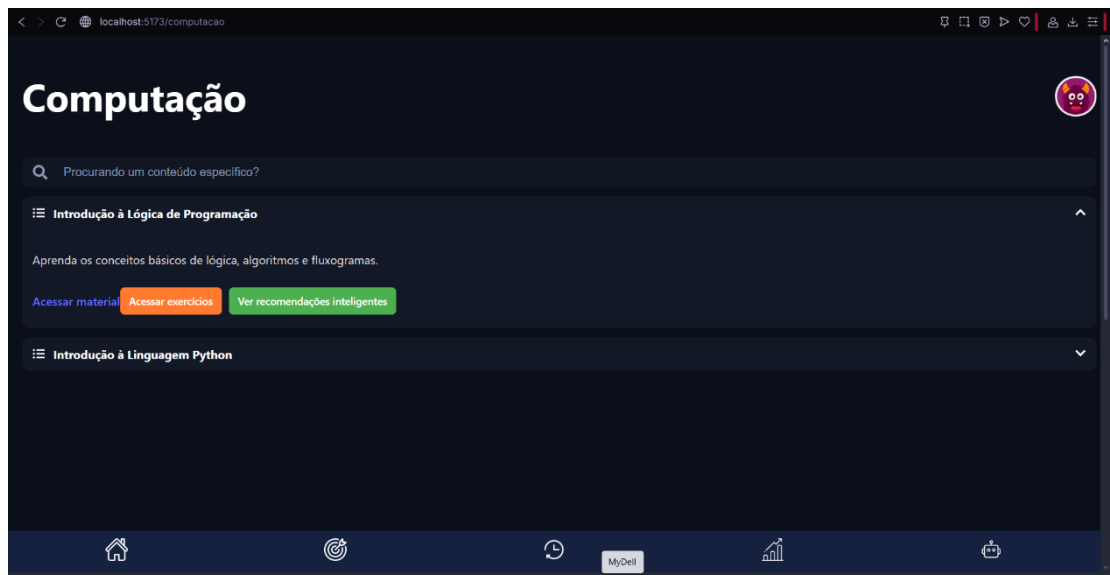 localhost:5173/computacao
Computação
Procurando um conteúdo específico?
Introdução à Lógica de Programação
Aprenda os conceitos básicos de lógica, algoritmos e fluxogramas.
Acessar material Acessar exercícios Ver recomendações inteligentes
Introdução à Linguagem Python
MyDell